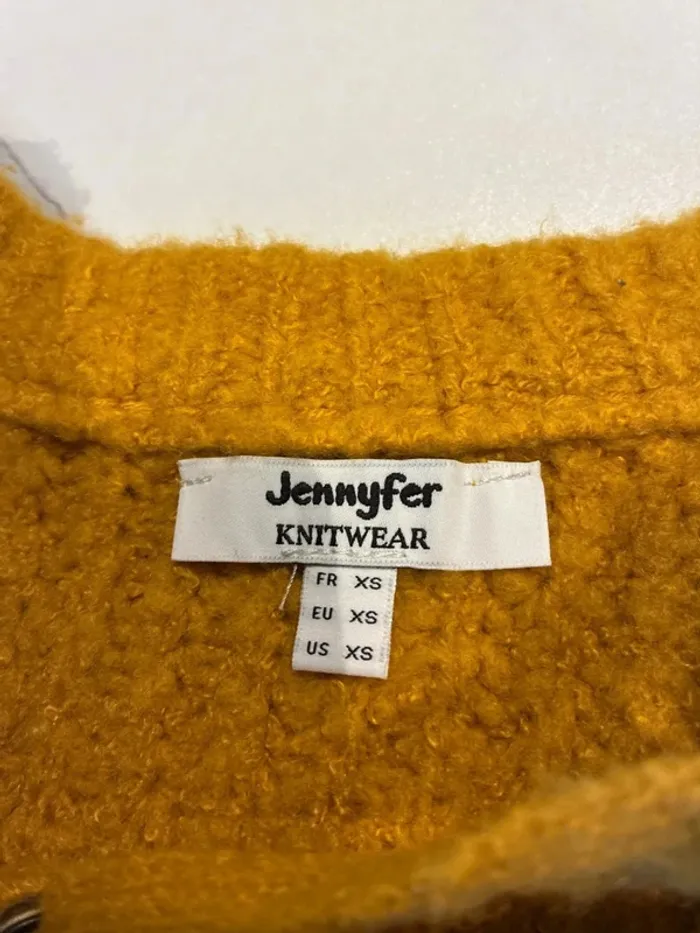 Jennyfer
KNITWEAR
FR XS
EU XS
US XS